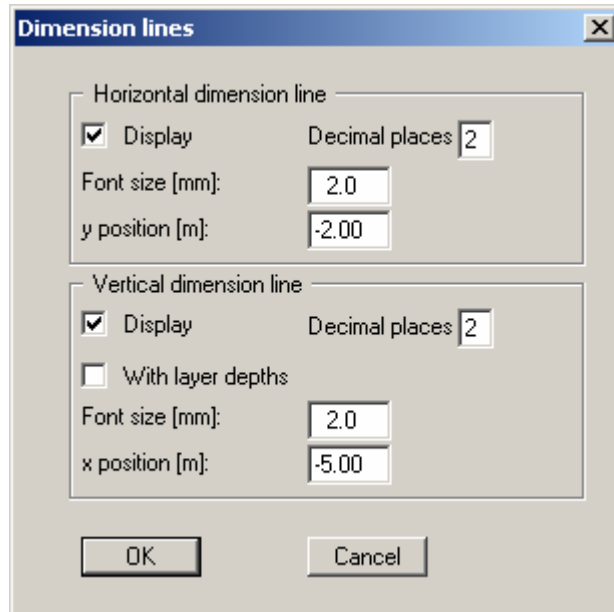 Dimension lines
Horizontal dimension line
Display Decimal places 2
Font size [mm]: 2.0
y position [m]: -2.00
Vertical dimension line
Display Decimal places 2
With layer depths
Font size [mm]: 2.0
x position [m]: -5.00
OK Cancel